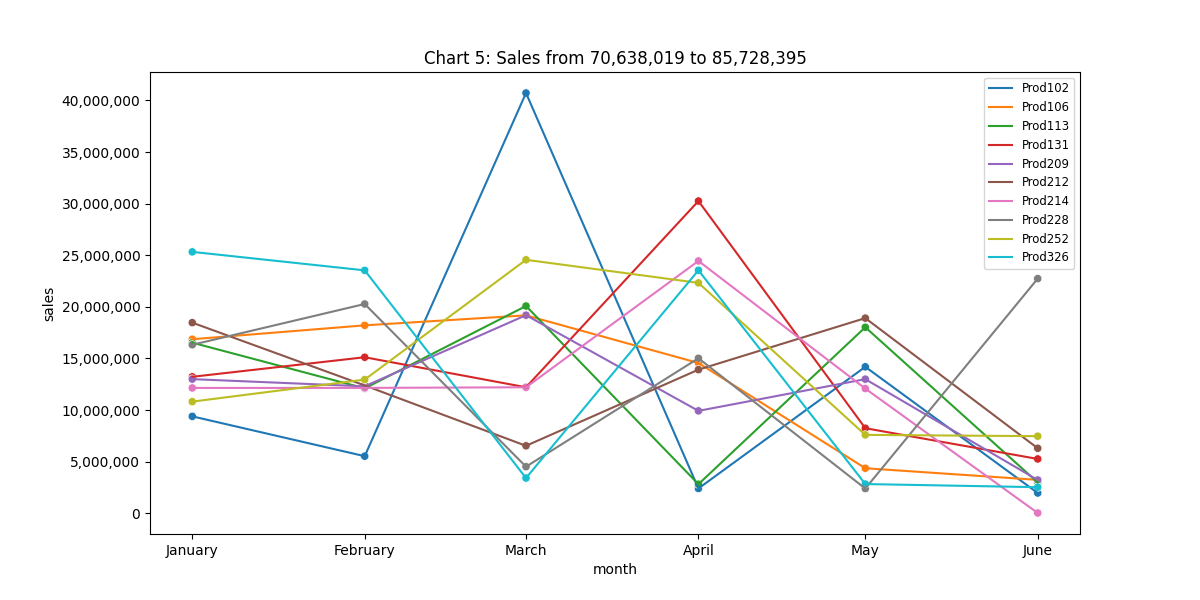 Chart 5: Sales from 70,638,019 to 85,728,395
sales
40,000,000
35,000,000
30,000,000
25,000,000
20,000,000
15,000,000
10,000,000
5,000,000
0
Prod102
Prod106
Prod113
Prod131
Prod209
Prod212
Prod214
Prod228
Prod252
Prod326
January February March April May June
month